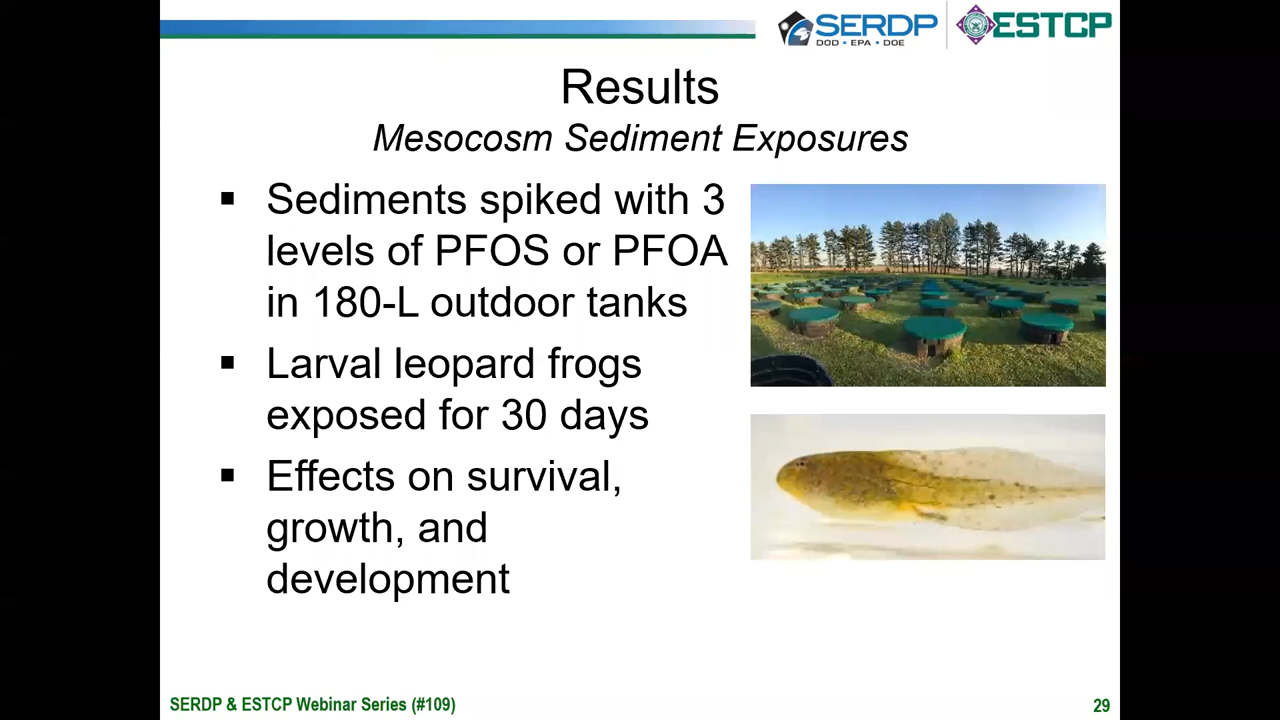 SERDP
DOD • EPA • DOE
ESTCP
Results
Mesocosm Sediment Exposures
▪ Sediments spiked with 3
levels of PFOS or PFOA
in 180-L outdoor tanks
▪ Larval leopard frogs
exposed for 30 days
▪ Effects on survival,
growth, and
development
SERDP & ESTCP Webinar Series (#109)
29